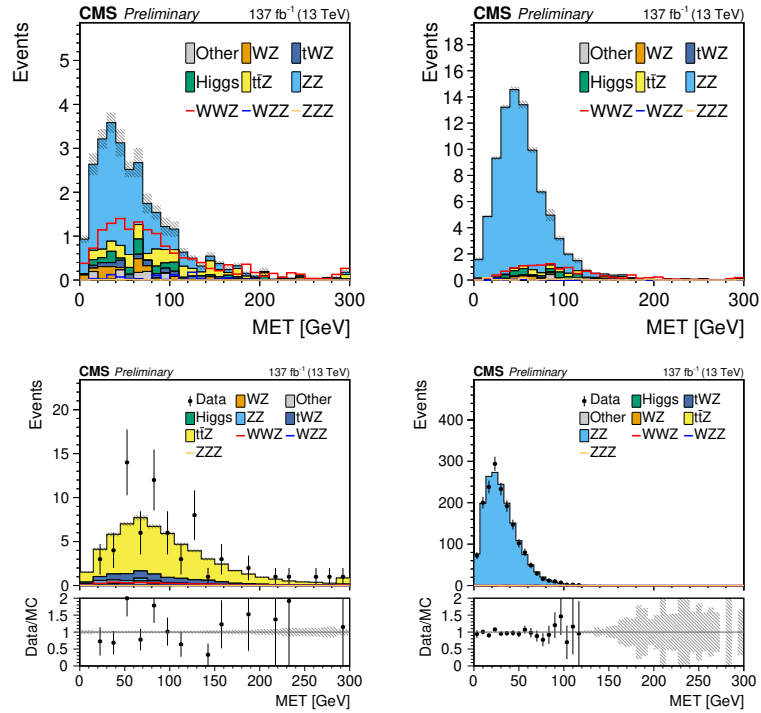 CMS Preliminary 137 fb⁻¹ (13 TeV)
Events
Other WZ tWZ
Higgs tt̄Z ZZ
WWZ WZZ ZZZ
5
4
3
2
1
0
0 100 200 300
MET [GeV]
CMS Preliminary 137 fb⁻¹ (13 TeV)
Events
Other WZ tWZ
Higgs tt̄Z ZZ
WWZ WZZ ZZZ
18
16
14
12
10
8
6
4
2
0
0 100 200 300
MET [GeV]
CMS Preliminary 137 fb⁻¹ (13 TeV)
Events
Data WZ Other
Higgs ZZ tWZ
tt̄Z WWZ WZZ
ZZZ
20
15
10
5
0
Data/MC
2
1.5
1
0.5
0
0 50 100 150 200 250 300
MET [GeV]
CMS Preliminary 137 fb⁻¹ (13 TeV)
Events
Data Higgs tWZ
Other WZ tt̄Z
ZZ WWZ WZZ
ZZZ
400
300
200
100
0
Data/MC
2
1.5
1
0.5
0
0 50 100 150 200 250 300
MET [GeV]